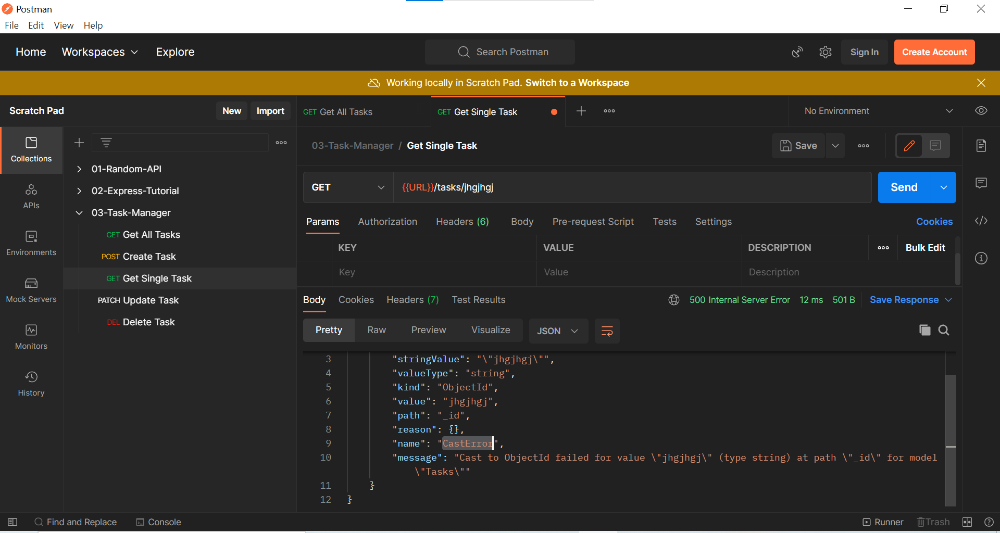 Postman
File Edit View Help
Home Workspaces Explore Search Postman Sign In Create Account
Working locally in Scratch Pad. Switch to a Workspace
Scratch Pad New Import GET Get All Tasks GET Get Single Task No Environment
Collections
APIs
Environments
Mock Servers
Monitors
History
01-Random-API
02-Express-Tutorial
03-Task-Manager
GET Get All Tasks
POST Create Task
GET Get Single Task
PATCH Update Task
DEL Delete Task
03-Task-Manager / Get Single Task Save
GET {{URL}}/tasks/jhgjhgj Send
Params Authorization Headers (6) Body Pre-request Script Tests Settings Cookies
KEY VALUE DESCRIPTION Bulk Edit
Key Value Description
Body Cookies Headers (7) Test Results 500 Internal Server Error 12 ms 501 B Save Response
Pretty Raw Preview Visualize JSON
3 "stringValue": "\"jhgjhgj\"",
4 "valueType": "string",
5 "kind": "ObjectId",
6 "value": "jhgjhgj",
7 "path": "_id",
8 "reason": {},
9 "name": "CastError",
10 "message": "Cast to ObjectId failed for value \"jhgjhgj\" (type string) at path \"_id\" for model
\"Tasks\""
11 }
12 }
Find and Replace Console Runner Trash